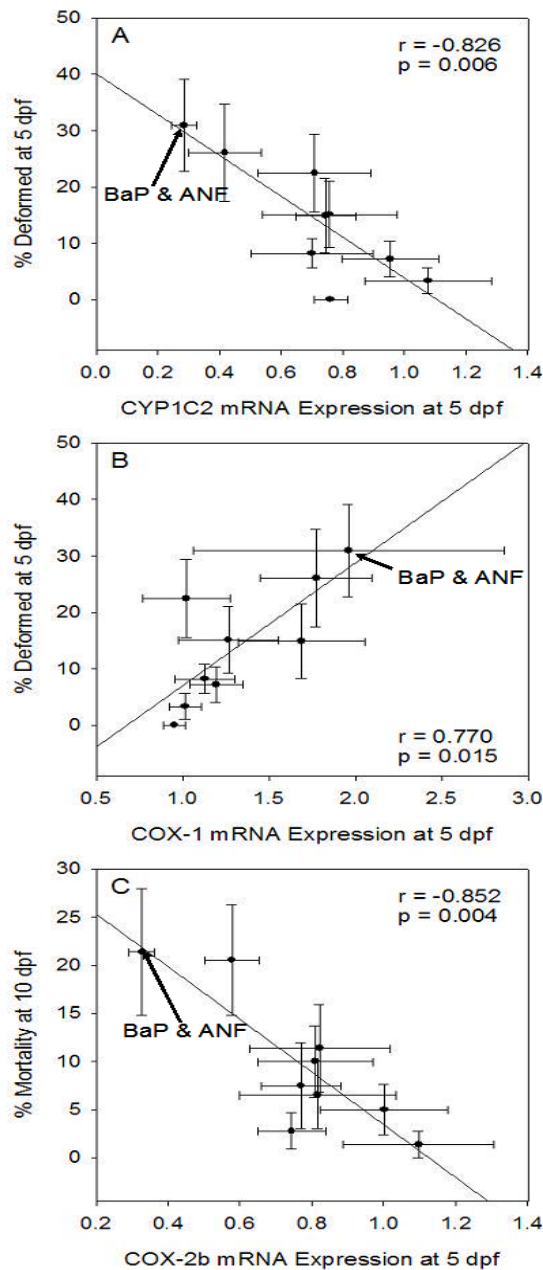 A
r = -0.826
p = 0.006
% Deformed at 5 dpf
50
40
30
20
10
0
BaP & ANF
0.0 0.2 0.4 0.6 0.8 1.0 1.2 1.4
CYP1C2 mRNA Expression at 5 dpf
B
% Deformed at 5 dpf
50
40
30
20
10
0
BaP & ANF
r = 0.770
p = 0.015
0.5 1.0 1.5 2.0 2.5 3.0
COX-1 mRNA Expression at 5 dpf
C
r = -0.852
p = 0.004
% Mortality at 10 dpf
30
25
20
15
10
5
0
BaP & ANF
0.2 0.4 0.6 0.8 1.0 1.2 1.4
COX-2b mRNA Expression at 5 dpf